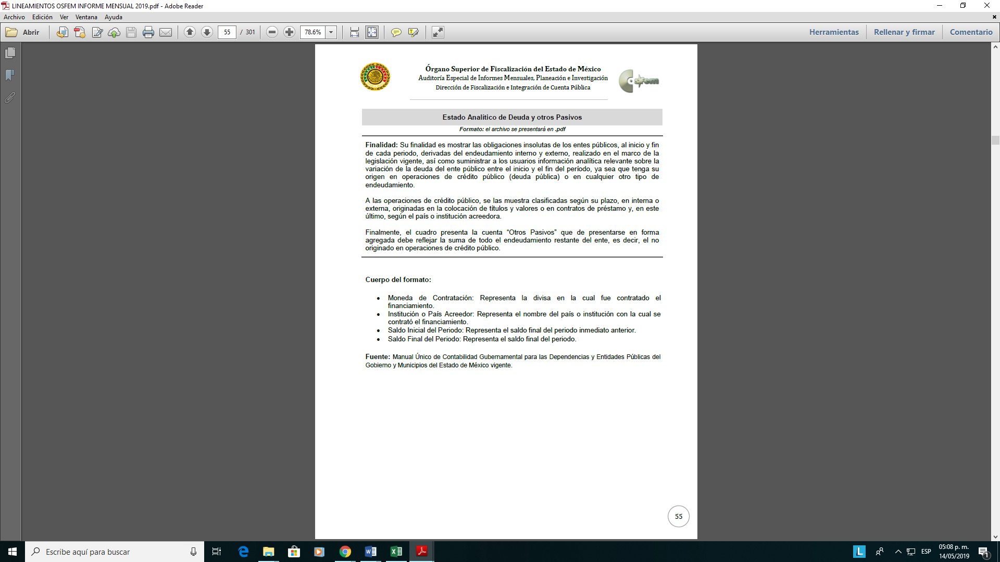 LINEAMIENTOS OSFEM INFORME MENSUAL 2019.pdf - Adobe Reader
Archivo Edición Ver Ventana Ayuda
Abrir 55 / 301 78.6% Herramientas Rellenar y firmar Comentario
Órgano Superior de Fiscalización del Estado de México
Auditoría Especial de Informes Mensuales, Planeación e Investigación
Dirección de Fiscalización e Integración de Cuenta Pública
osfem
Estado Analítico de Deuda y otros Pasivos
Formato: el archivo se presentará en .pdf
Finalidad: Su finalidad es mostrar las obligaciones insolutas de los entes públicos, al inicio y fin
de cada periodo, derivadas del endeudamiento interno y externo, realizado en el marco de la
legislación vigente, así como suministrar a los usuarios información analítica relevante sobre la
variación de la deuda del ente público entre el inicio y el fin del período, ya sea que tenga su
origen en operaciones de crédito público (deuda pública) o en cualquier otro tipo de
endeudamiento.
A las operaciones de crédito público, se las muestra clasificadas según su plazo, en interna o
externa, originadas en la colocación de títulos y valores o en contratos de préstamo y, en este
último, según el país o institución acreedora.
Finalmente, el cuadro presenta la cuenta “Otros Pasivos” que de presentarse en forma
agregada debe reflejar la suma de todo el endeudamiento restante del ente, es decir, el no
originado en operaciones de crédito público.
Cuerpo del formato:
• Moneda de Contratación: Representa la divisa en la cual fue contratado el
financiamiento.
• Institución o País Acreedor: Representa el nombre del país o institución con la cual se
contrató el financiamiento.
• Saldo Inicial del Periodo: Representa el saldo final del periodo inmediato anterior.
• Saldo Final del Periodo: Representa el saldo final del periodo.
Fuente: Manual Único de Contabilidad Gubernamental para las Dependencias y Entidades Públicas del
Gobierno y Municipios del Estado de México vigente.
55
Escribe aquí para buscar
L ESP 05:08 p. m.
14/05/2019
1